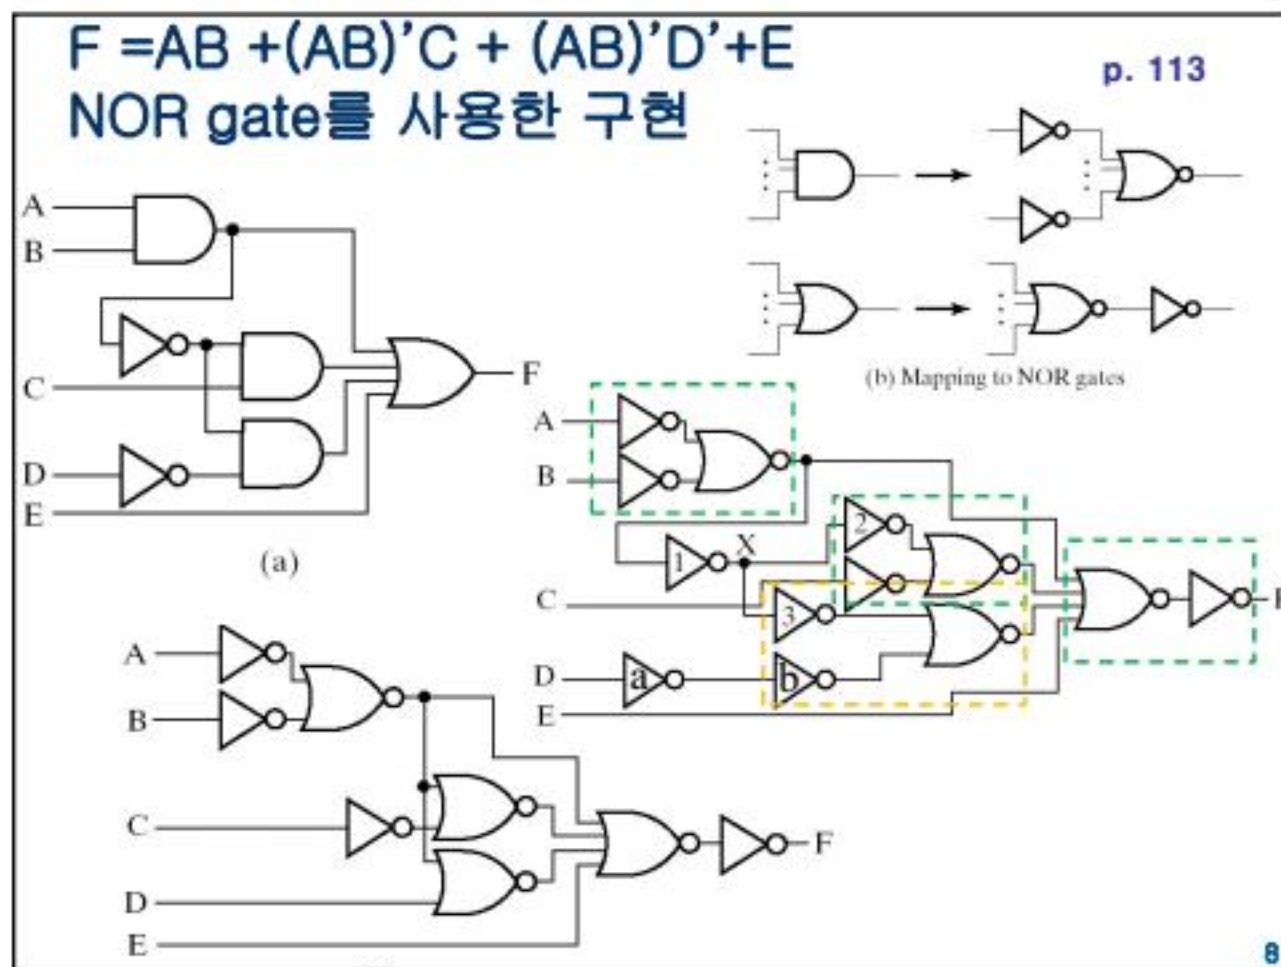 F =AB +(AB)’C + (AB)’D’+E
NOR gate를 사용한 구현
p. 113
A
B
C
D
E
F
(a)
(b) Mapping to NOR gates
A
B
1
X
2
C
3
D
a
b
E
F
A
B
C
D
E
F
8